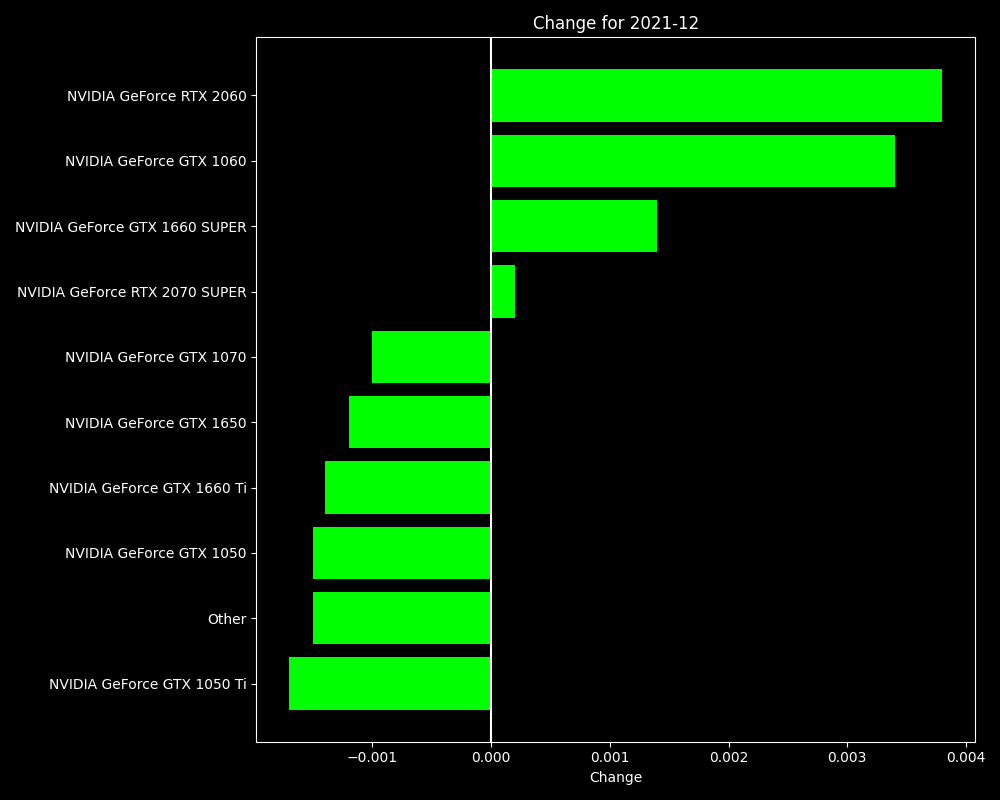 Change for 2021-12
NVIDIA GeForce RTX 2060
NVIDIA GeForce GTX 1060
NVIDIA GeForce GTX 1660 SUPER
NVIDIA GeForce RTX 2070 SUPER
NVIDIA GeForce GTX 1070
NVIDIA GeForce GTX 1650
NVIDIA GeForce GTX 1660 Ti
NVIDIA GeForce GTX 1050
Other
NVIDIA GeForce GTX 1050 Ti
−0.001 0.000 0.001 0.002 0.003 0.004
Change